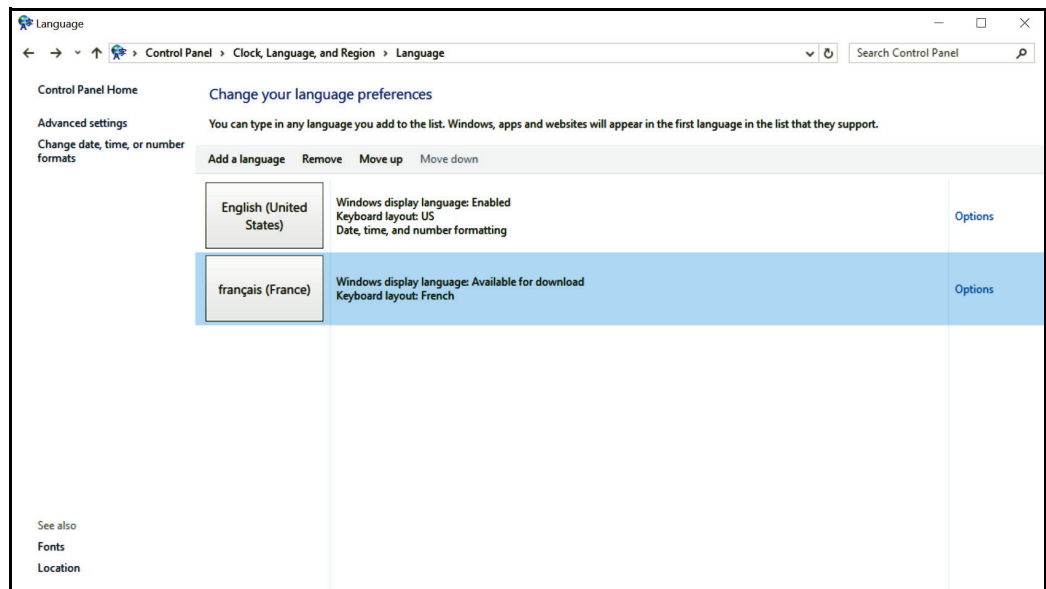 Language
Control Panel › Clock, Language, and Region › Language
Search Control Panel
Control Panel Home
Advanced settings
Change date, time, or number
formats
Change your language preferences
You can type in any language you add to the list. Windows, apps and websites will appear in the first language in the list that they support.
Add a language Remove Move up Move down
English (United
States)
Windows display language: Enabled
Keyboard layout: US
Date, time, and number formatting
Options
français (France)
Windows display language: Available for download
Keyboard layout: French
Options
See also
Fonts
Location